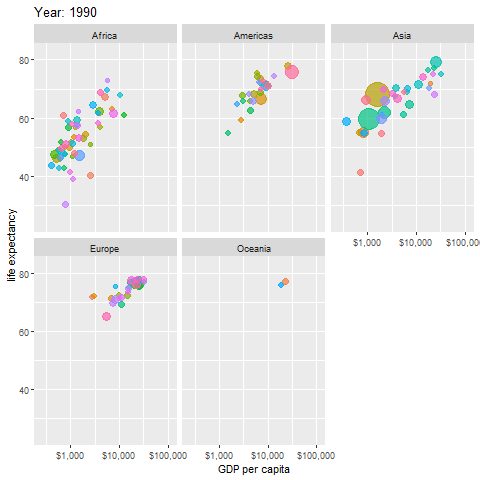 Year: 1990
Africa
Americas
Asia
80
60
40
$1,000
$10,000
$100,000
Europe
Oceania
80
60
40
$1,000
$10,000
$100,000
$1,000
$10,000
$100,000
life expectancy
GDP per capita